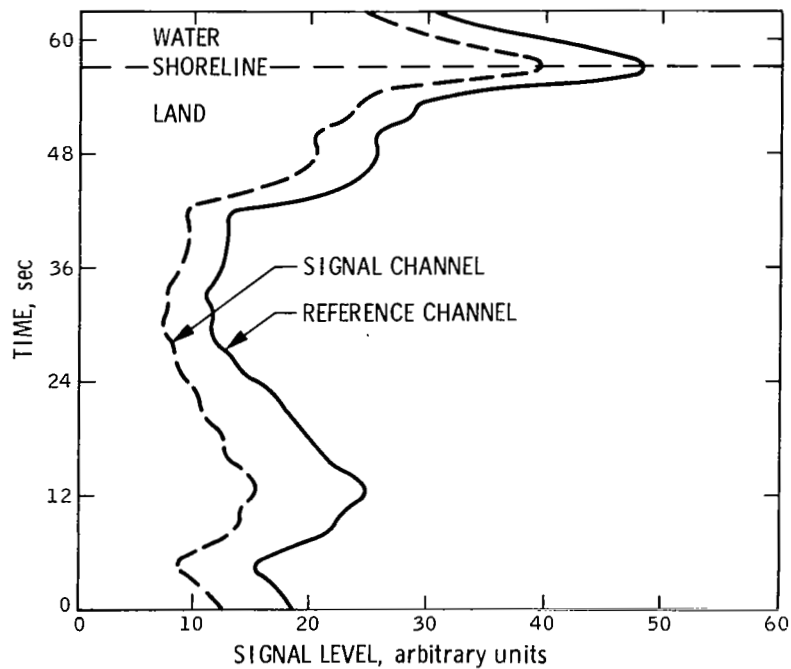 60
WATER
SHORELINE
LAND
48
36
SIGNAL CHANNEL
REFERENCE CHANNEL
TIME, sec
24
12
0
0 10 20 30 40 50 60
SIGNAL LEVEL, arbitrary units